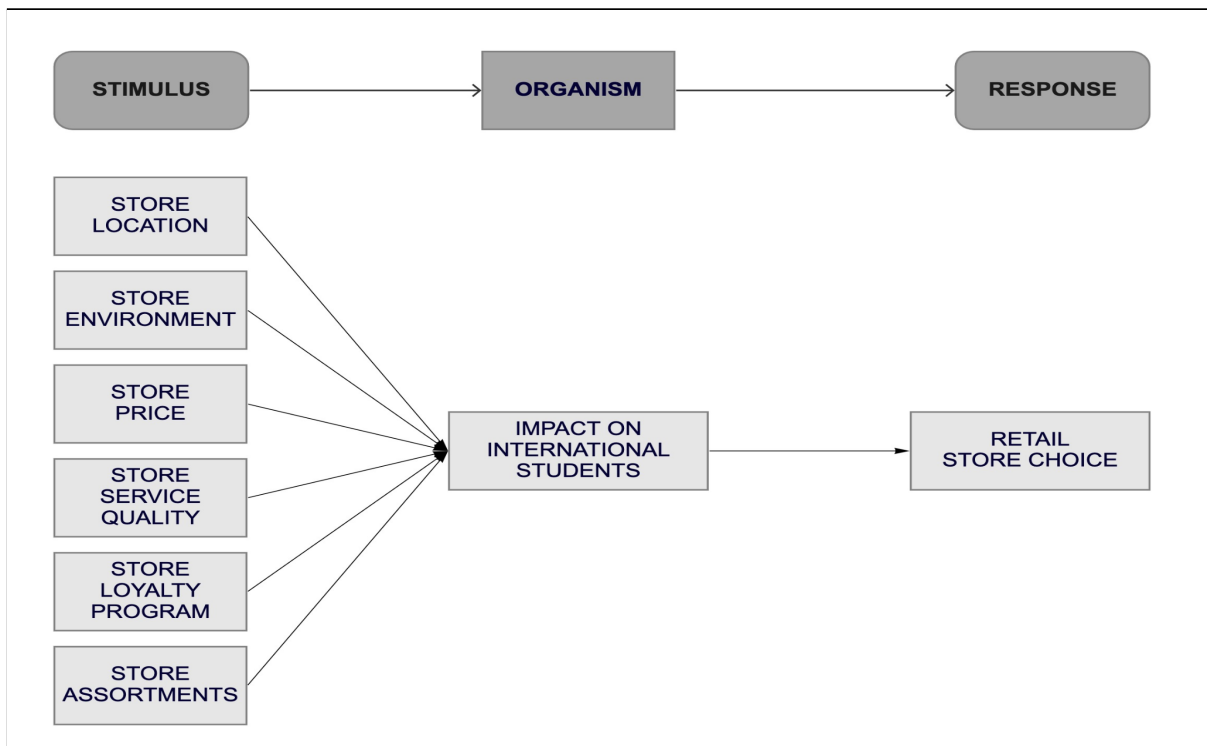 STIMULUS
ORGANISM
RESPONSE
STORE
LOCATION
STORE
ENVIRONMENT
STORE
PRICE
STORE
SERVICE
QUALITY
STORE
LOYALTY
PROGRAM
STORE
ASSORTMENTS
IMPACT ON
INTERNATIONAL
STUDENTS
RETAIL
STORE CHOICE